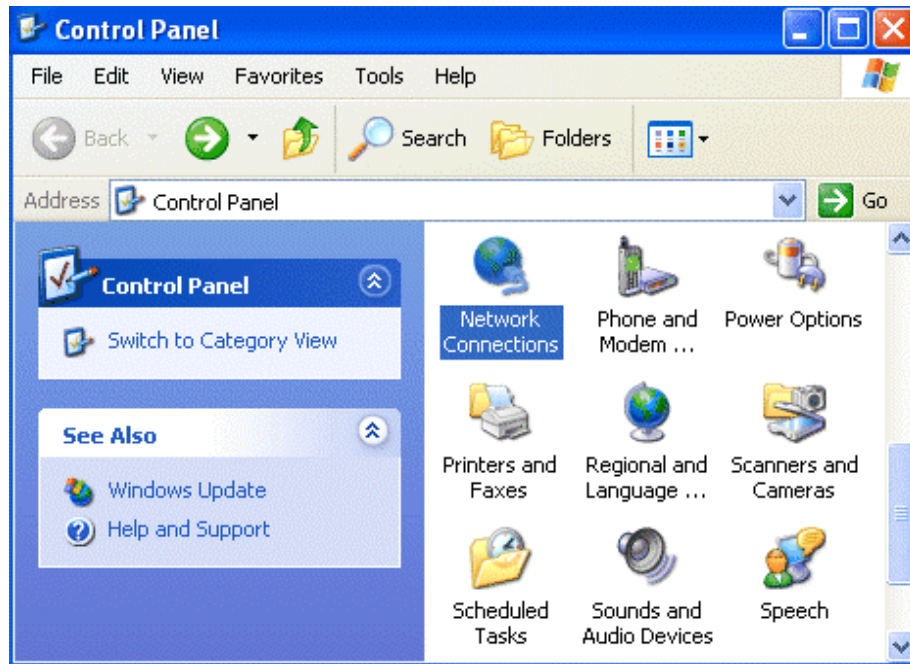 Control Panel
File Edit View Favorites Tools Help
Back Search Folders
Address Control Panel Go
Control Panel
Switch to Category View
See Also
Windows Update
Help and Support
Network
Connections
Phone and
Modem ...
Power Options
Printers and
Faxes
Regional and
Language ...
Scanners and
Cameras
Scheduled
Tasks
Sounds and
Audio Devices
Speech